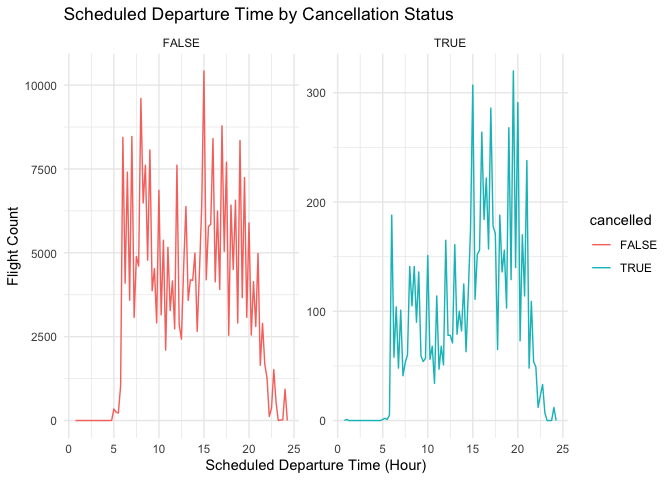 Scheduled Departure Time by Cancellation Status
FALSE
TRUE
Flight Count
10000
7500
5000
2500
0
300
200
100
0
0 5 10 15 20 25
0 5 10 15 20 25
Scheduled Departure Time (Hour)
cancelled
FALSE
TRUE